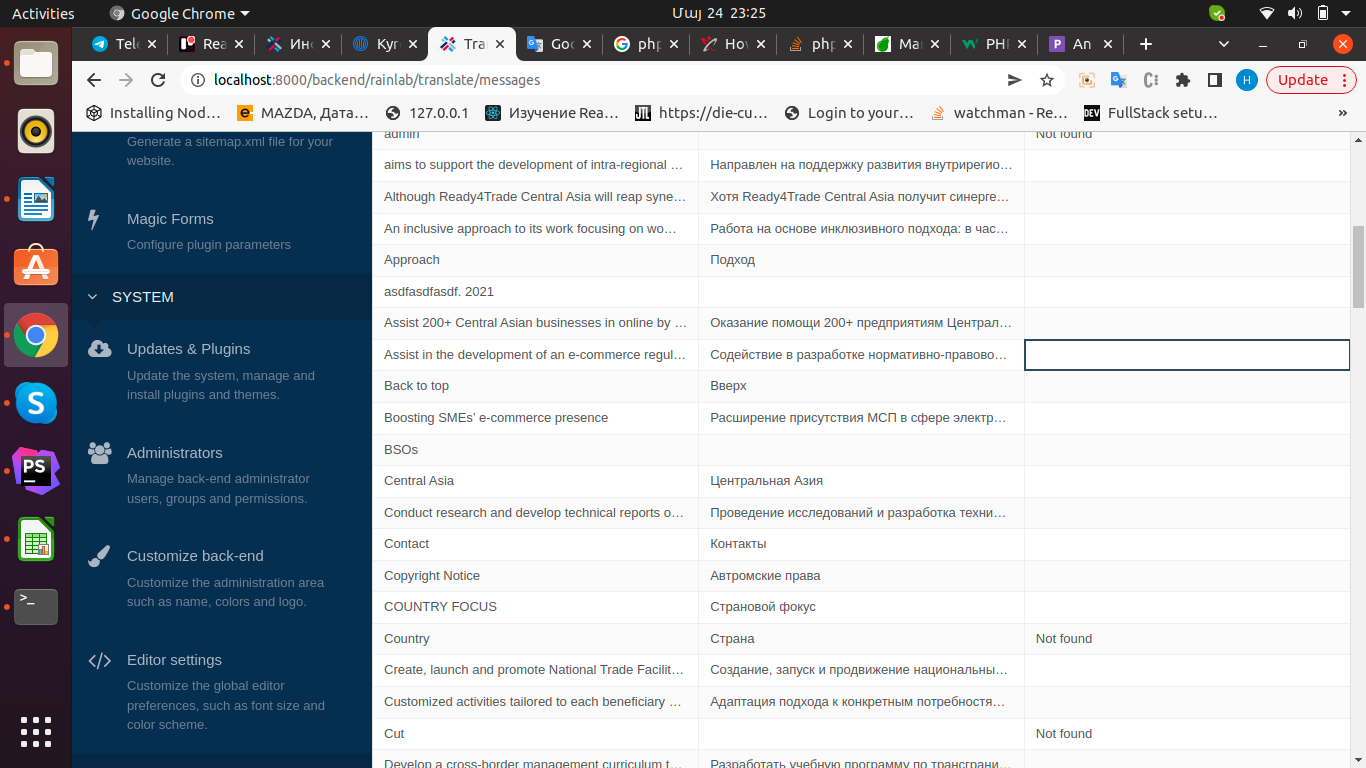 Activities
Google Chrome
Մայ 24 23:25
Tele
Rea
Инс
Kyr
Tra
Goo
php
Hov
php
Mai
PHP
An
localhost:8000/backend/rainlab/translate/messages
H
Update
Installing Nod…
MAZDA, Дата…
127.0.0.1
Изучение Rea…
https://die-cu…
Login to your…
watchman - Re…
DEV
FullStack setu…
»
Generate a sitemap.xml file for your
website.
Magic Forms
Configure plugin parameters
SYSTEM
Updates & Plugins
Update the system, manage and
install plugins and themes.
Administrators
Manage back-end administrator
users, groups and permissions.
Customize back-end
Customize the administration area
such as name, colors and logo.
Editor settings
Customize the global editor
preferences, such as font size and
color scheme.
admin Not found
aims to support the development of intra-regional … Направлен на поддержку развития внутрирегио…
Although Ready4Trade Central Asia will reap syne… Хотя Ready4Trade Central Asia получит синерге…
An inclusive approach to its work focusing on wo… Работа на основе инклюзивного подхода: в час…
Approach Подход
asdfasdfasdf. 2021
Assist 200+ Central Asian businesses in online by … Оказание помощи 200+ предприятиям Централ…
Assist in the development of an e-commerce regul… Содействие в разработке нормативно-правово…
Back to top Вверх
Boosting SMEs' e-commerce presence Расширение присутствия МСП в сфере электр…
BSOs
Central Asia Центральная Азия
Conduct research and develop technical reports o… Проведение исследований и разработка техни…
Contact Контакты
Copyright Notice Автромские права
COUNTRY FOCUS Страновой фокус
Country Страна Not found
Create, launch and promote National Trade Facilit… Создание, запуск и продвижение национальны…
Customized activities tailored to each beneficiary … Адаптация подхода к конкретным потребностя…
Cut Not found
Develop a cross-border management curriculum t… Разработать учебную программу по трансграни…
PS